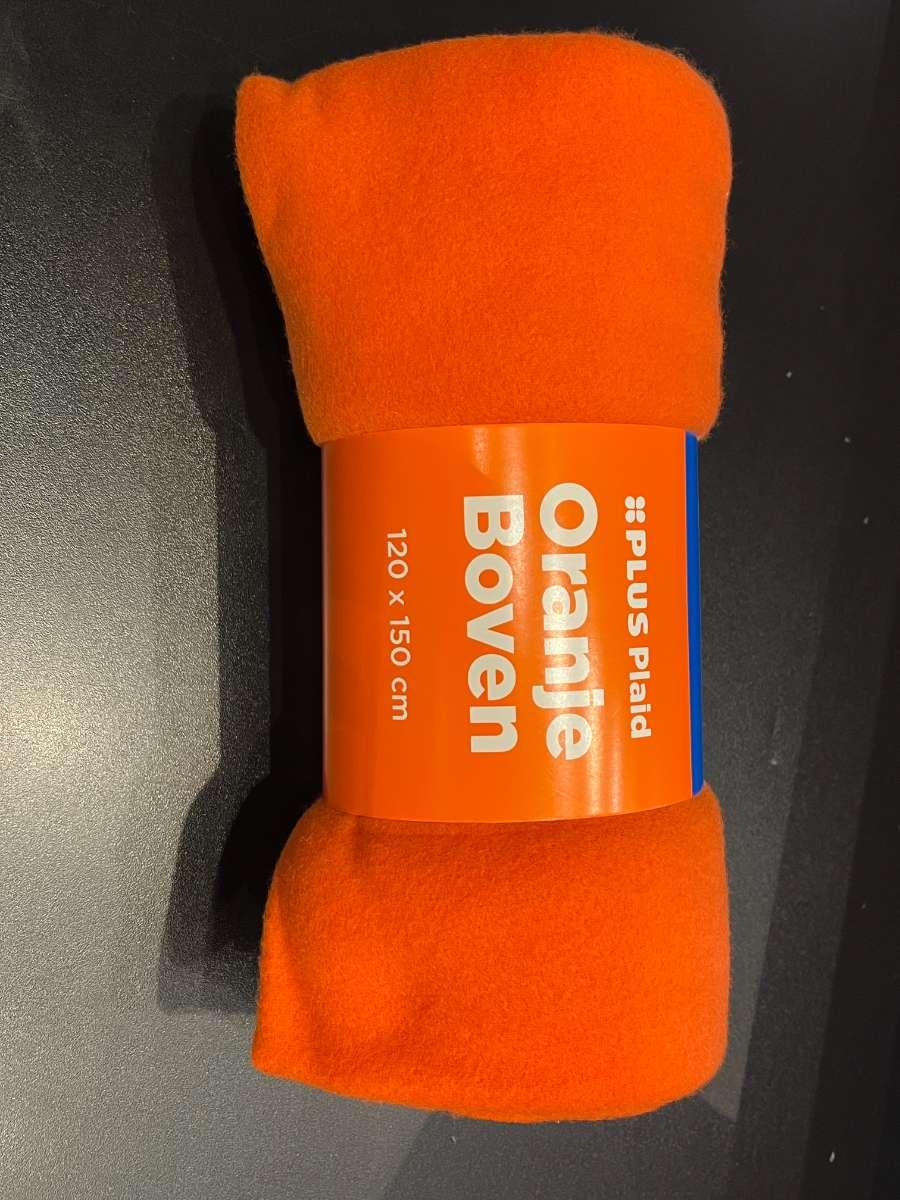 PLUS Plaid
Oranje
Boven
120 x 150 cm